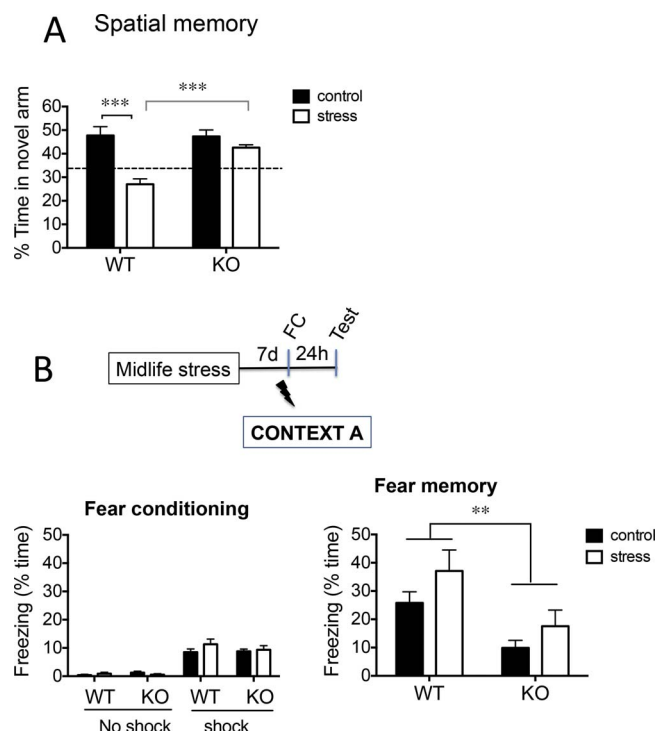 A Spatial memory
*** ***
control
stress
% Time in novel arm
60
50
40
30
20
10
0
WT KO
B
Midlife stress
7d FC 24h Test
CONTEXT A
Fear conditioning
Freezing (% time)
50
40
30
20
10
0
WT KO WT KO
No shock shock
Fear memory
**
control
stress
Freezing (% time)
50
40
30
20
10
0
WT KO